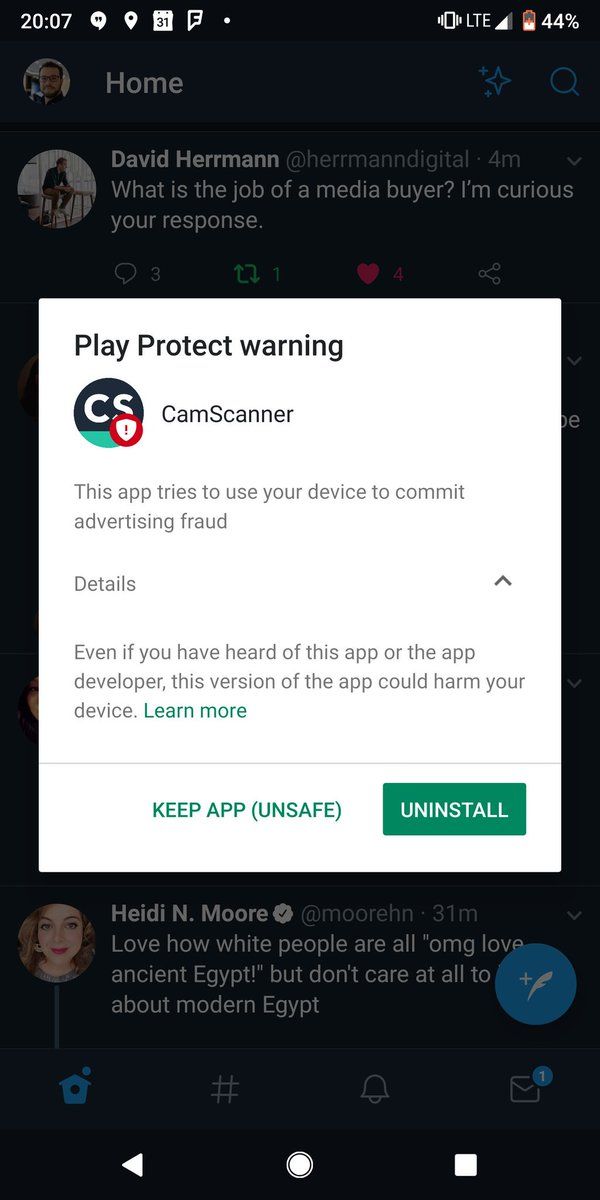 20:07 31 LTE 44%
Home
David Herrmann @herrmanndigital · 4m
What is the job of a media buyer? I'm curious
your response.
3 1 4
Play Protect warning
CS
CamScanner
This app tries to use your device to commit
advertising fraud
Details
Even if you have heard of this app or the app
developer, this version of the app could harm your
device. Learn more
KEEP APP (UNSAFE) UNINSTALL
Heidi N. Moore @moorehn · 31m
Love how white people are all "omg love
ancient Egypt!" but don't care at all to
about modern Egypt
1